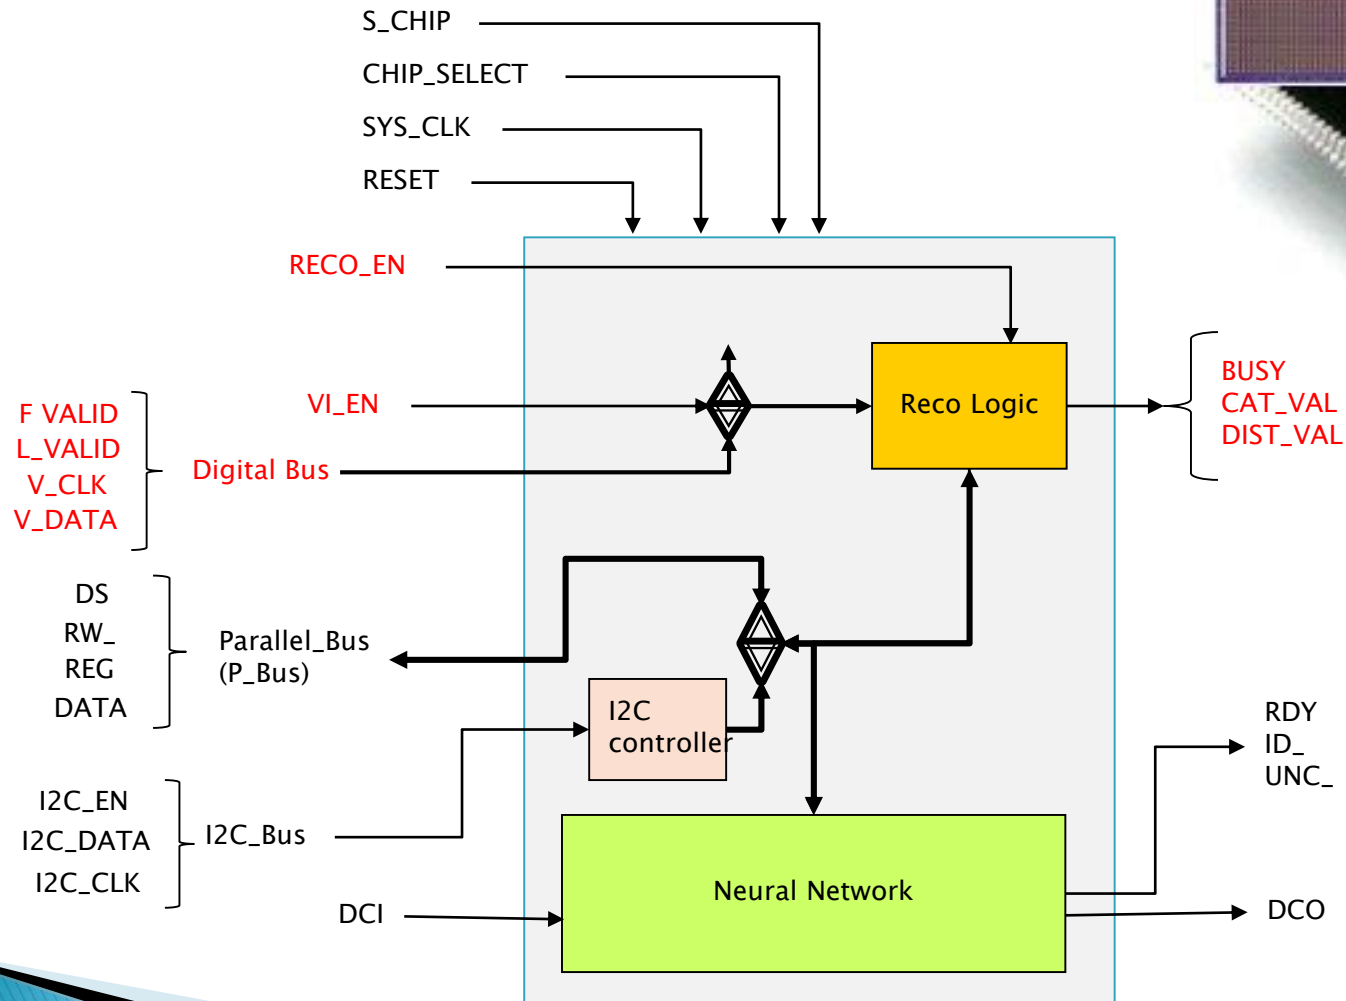 S_CHIP
CHIP_SELECT
SYS_CLK
RESET
RECO_EN
VI_EN
F VALID
L_VALID
V_CLK
V_DATA
Digital Bus
Reco Logic
BUSY
CAT_VAL
DIST_VAL
DS
RW_
REG
DATA
Parallel_Bus
(P_Bus)
I2C
controller
RDY
ID_
UNC_
I2C_EN
I2C_DATA
I2C_CLK
I2C_Bus
Neural Network
DCI
DCO